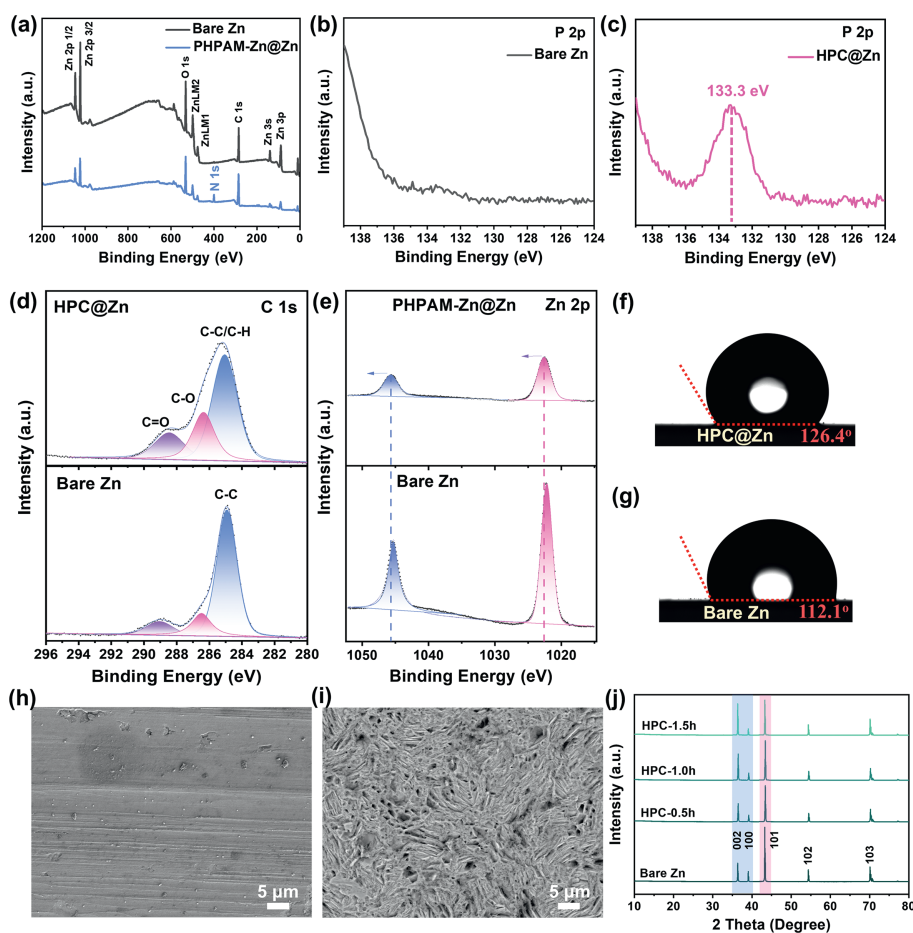 (a)
Bare Zn
PHPAM-Zn@Zn
Zn 2p 1/2
Zn 2p 3/2
O 1s
ZnLM2
ZnLM1
N 1s
C 1s
Zn 3s
Zn 3p
Intensity (a.u.)
1200 1000 800 600 400 200 0
Binding Energy (eV)
(b)
P 2p
Bare Zn
Intensity (a.u.)
138 136 134 132 130 128 126 124
Binding Energy (eV)
(c)
P 2p
HPC@Zn
133.3 eV
Intensity (a.u.)
138 136 134 132 130 128 126 124
Binding Energy (eV)
(d)
HPC@Zn C 1s
C-C/C-H
C-O
C=O
Bare Zn
C-C
Intensity (a.u.)
296 294 292 290 288 286 284 282 280
Binding Energy (eV)
(e)
PHPAM-Zn@Zn Zn 2p
Bare Zn
Intensity (a.u.)
1050 1040 1030 1020
Binding Energy (eV)
(f)
HPC@Zn 126.4°
(g)
Bare Zn 112.1°
(h)
5 µm
(i)
5 µm
(j)
HPC-1.5h
HPC-1.0h
HPC-0.5h
Bare Zn
002
100
101
102
103
Intensity (a.u.)
10 20 30 40 50 60 70 80
2 Theta (Degree)